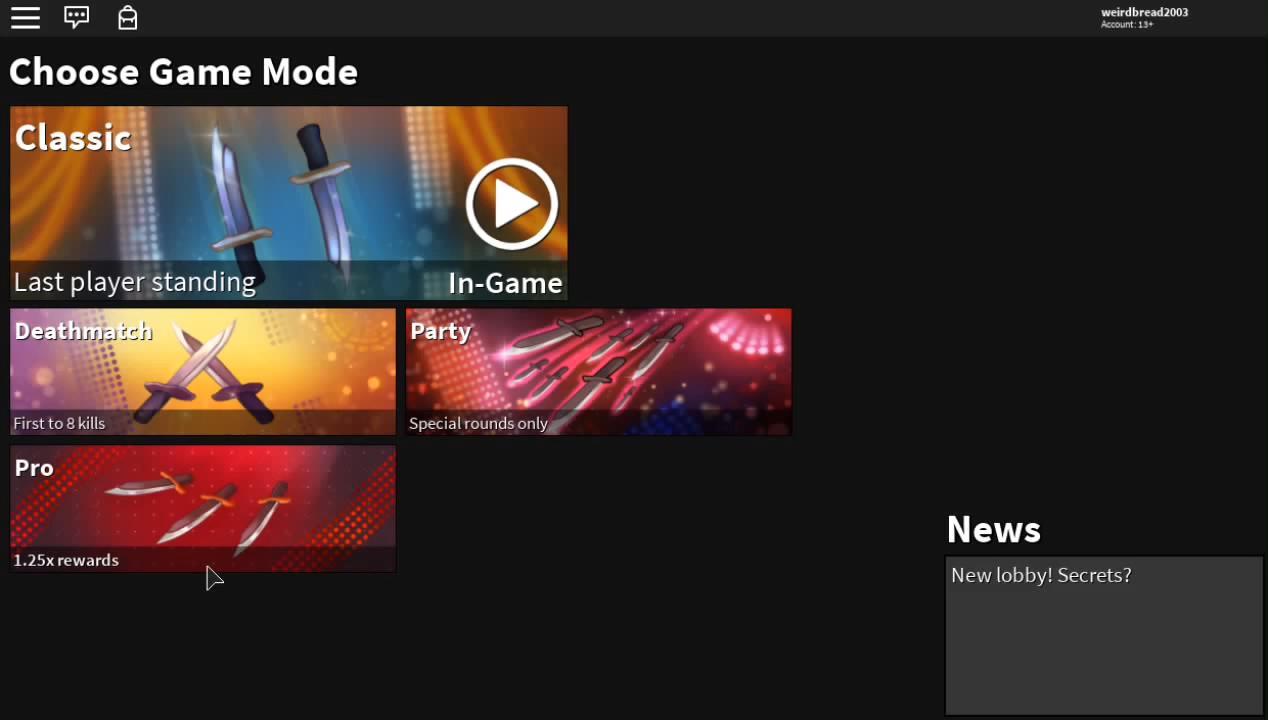 weirdbread2003
Account: 13+
Choose Game Mode
Classic
Last player standing
In-Game
Deathmatch
First to 8 kills
Party
Special rounds only
Pro
1.25x rewards
News
New lobby! Secrets?